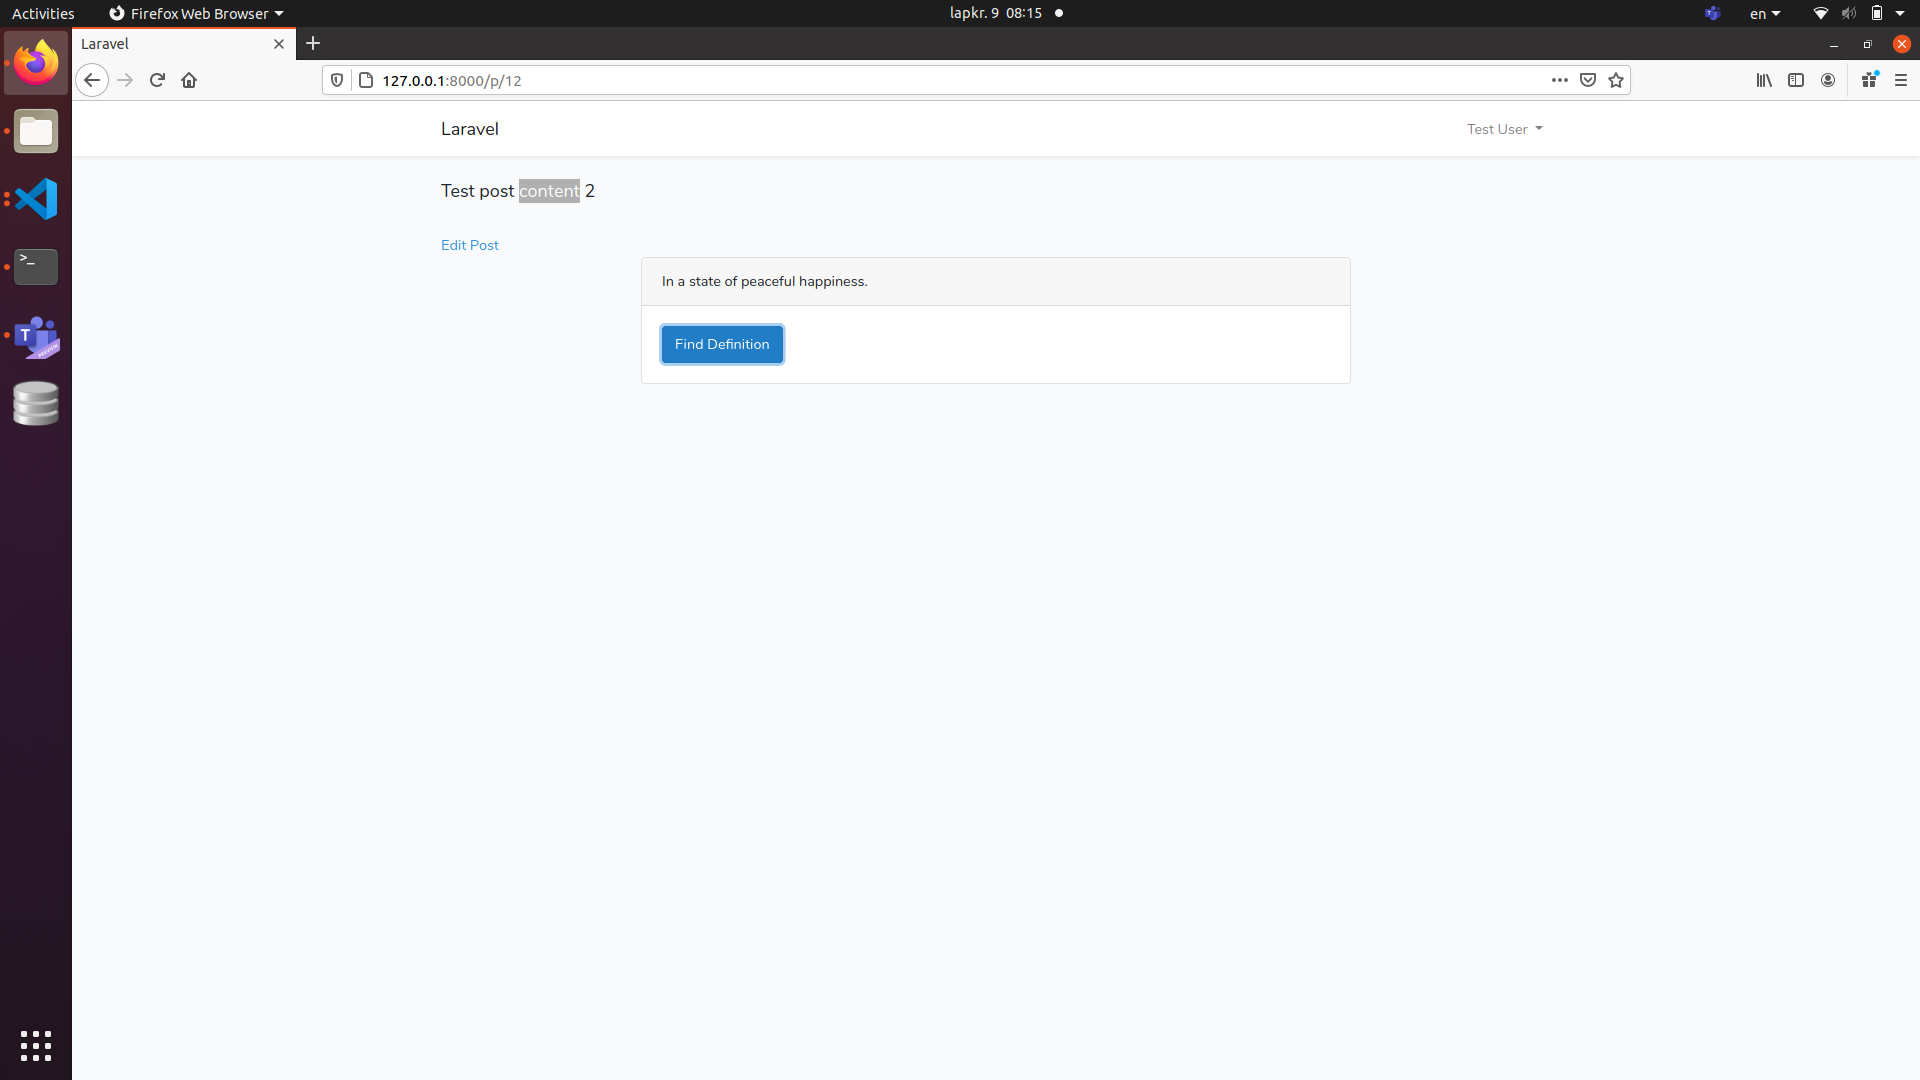 Activities Firefox Web Browser lapkr. 9 08:15 en
Laravel
127.0.0.1:8000/p/12
Laravel Test User
Test post content 2
Edit Post
In a state of peaceful happiness.
Find Definition
>_
T
PREVIEW